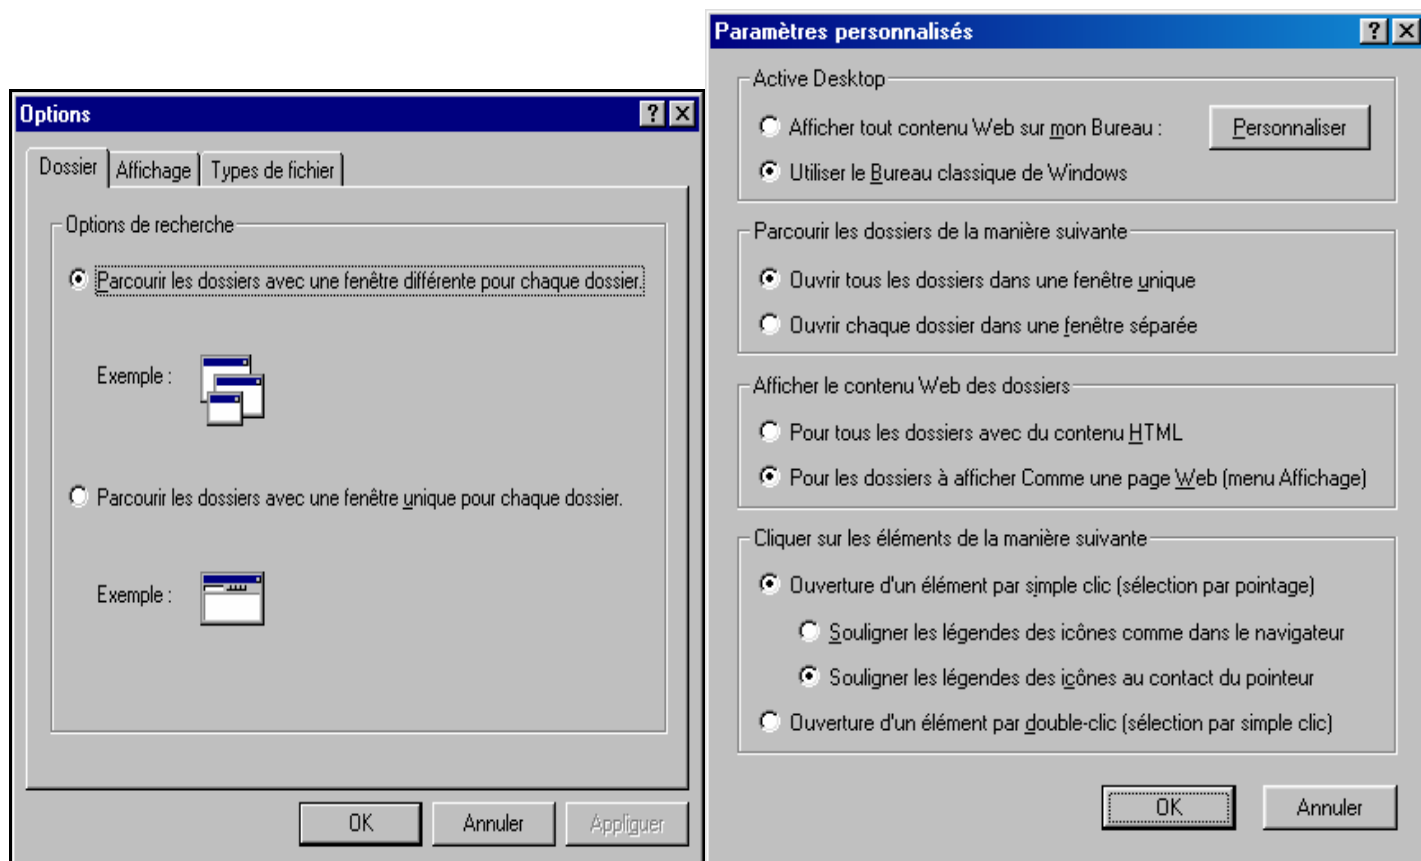 Options
Dossier
Affichage
Types de fichier
Options de recherche
Parcourir les dossiers avec une fenêtre différente pour chaque dossier.
Exemple :
Parcourir les dossiers avec une fenêtre unique pour chaque dossier.
Exemple :
OK
Annuler
Appliquer
Paramètres personnalisés
Active Desktop
Afficher tout contenu Web sur mon Bureau :
Personnaliser
Utiliser le Bureau classique de Windows
Parcourir les dossiers de la manière suivante
Ouvrir tous les dossiers dans une fenêtre unique
Ouvrir chaque dossier dans une fenêtre séparée
Afficher le contenu Web des dossiers
Pour tous les dossiers avec du contenu HTML
Pour les dossiers à afficher Comme une page Web (menu Affichage)
Cliquer sur les éléments de la manière suivante
Ouverture d'un élément par simple clic (sélection par pointage)
Souligner les légendes des icônes comme dans le navigateur
Souligner les légendes des icônes au contact du pointeur
Ouverture d'un élément par double-clic (sélection par simple clic)
OK
Annuler